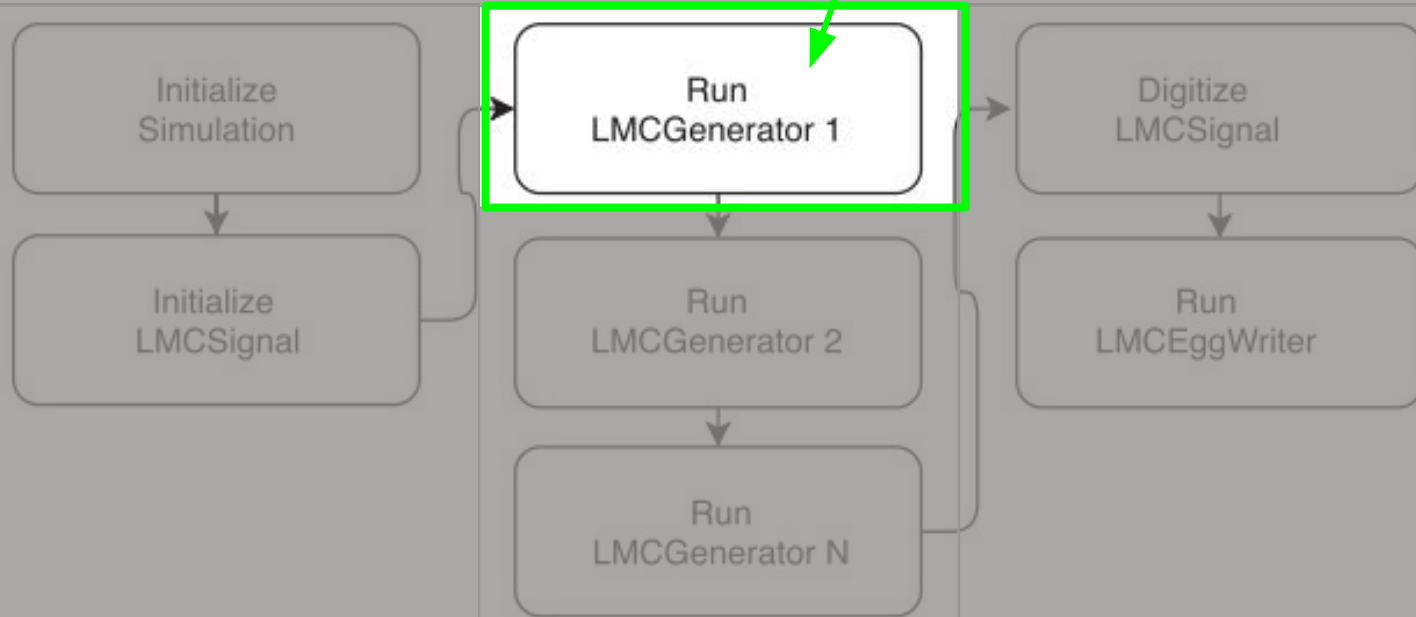 Initialize
Simulation
Initialize
LMCSignal
Run
LMCGenerator 1
Run
LMCGenerator 2
Run
LMCGenerator N
Digitize
LMCSignal
Run
LMCEggWriter